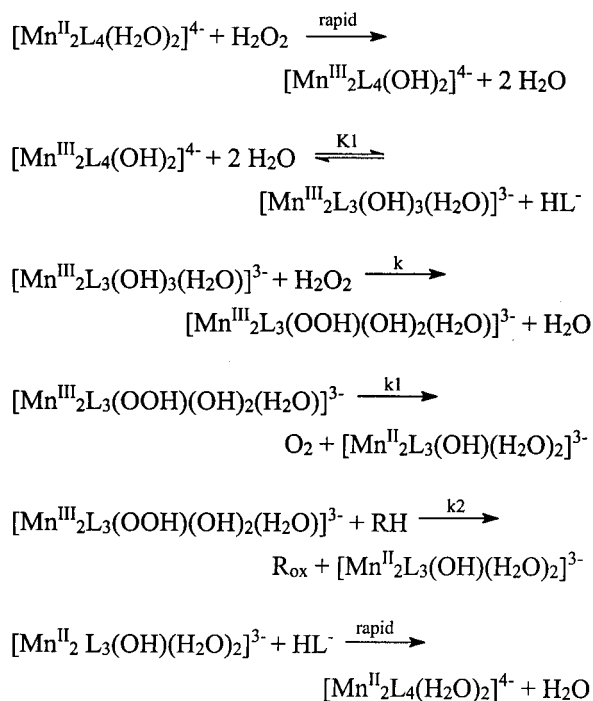 [Mn^II_2L_4(H_2O)_2]^4- + H_2O_2 rapid
[Mn^III_2L_4(OH)_2]^4- + 2 H_2O
[Mn^III_2L_4(OH)_2]^4- + 2 H_2O K1
[Mn^III_2L_3(OH)_3(H_2O)]^3- + HL^-
[Mn^III_2L_3(OH)_3(H_2O)]^3- + H_2O_2 k
[Mn^III_2L_3(OOH)(OH)_2(H_2O)]^3- + H_2O
[Mn^III_2L_3(OOH)(OH)_2(H_2O)]^3- k1
O_2 + [Mn^II_2L_3(OH)(H_2O)_2]^3-
[Mn^III_2L_3(OOH)(OH)_2(H_2O)]^3- + RH k2
R_ox + [Mn^II_2L_3(OH)(H_2O)_2]^3-
[Mn^II_2 L_3(OH)(H_2O)_2]^3- + HL^- rapid
[Mn^II_2L_4(H_2O)_2]^4- + H_2O